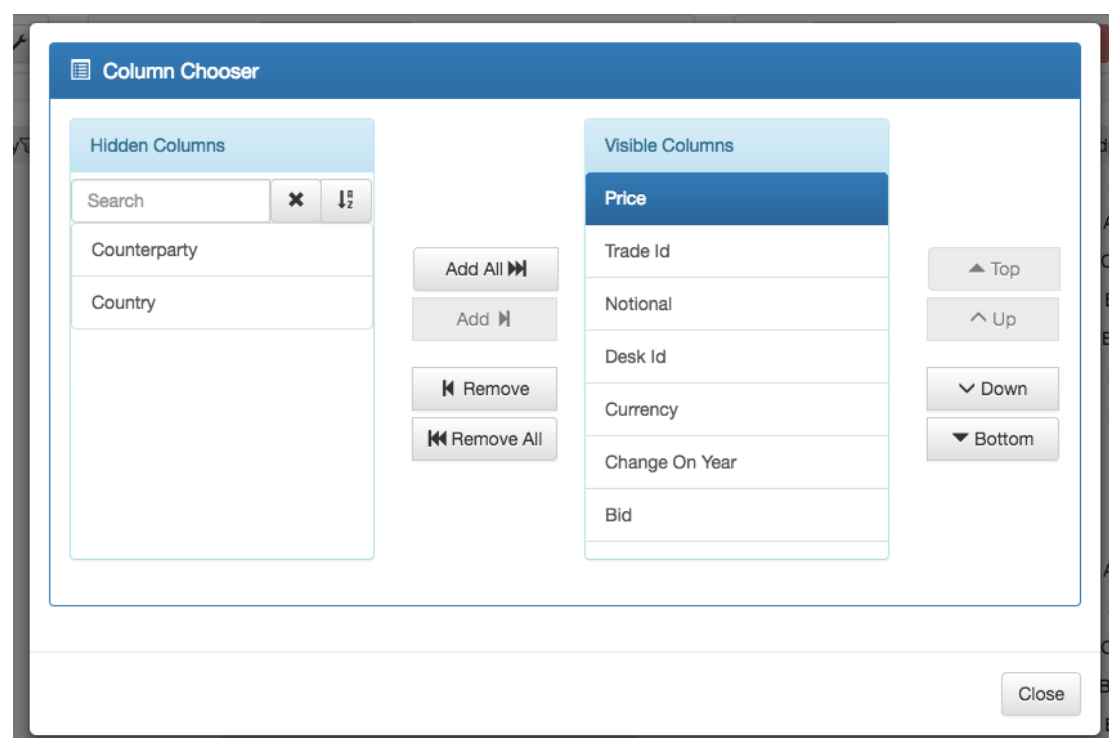 Column Chooser
Hidden Columns
Search
Counterparty
Country
Add All
Add
Remove
Remove All
Visible Columns
Price
Trade Id
Notional
Desk Id
Currency
Change On Year
Bid
Top
Up
Down
Bottom
Close